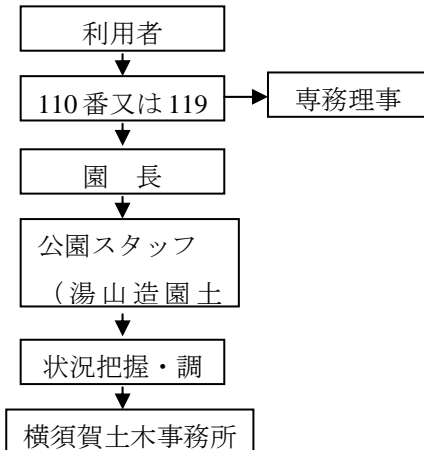 利用者
110番又は119
専務理事
園　長
公園スタッフ
（湯山造園土
状況把握・調
横須賀土木事務所